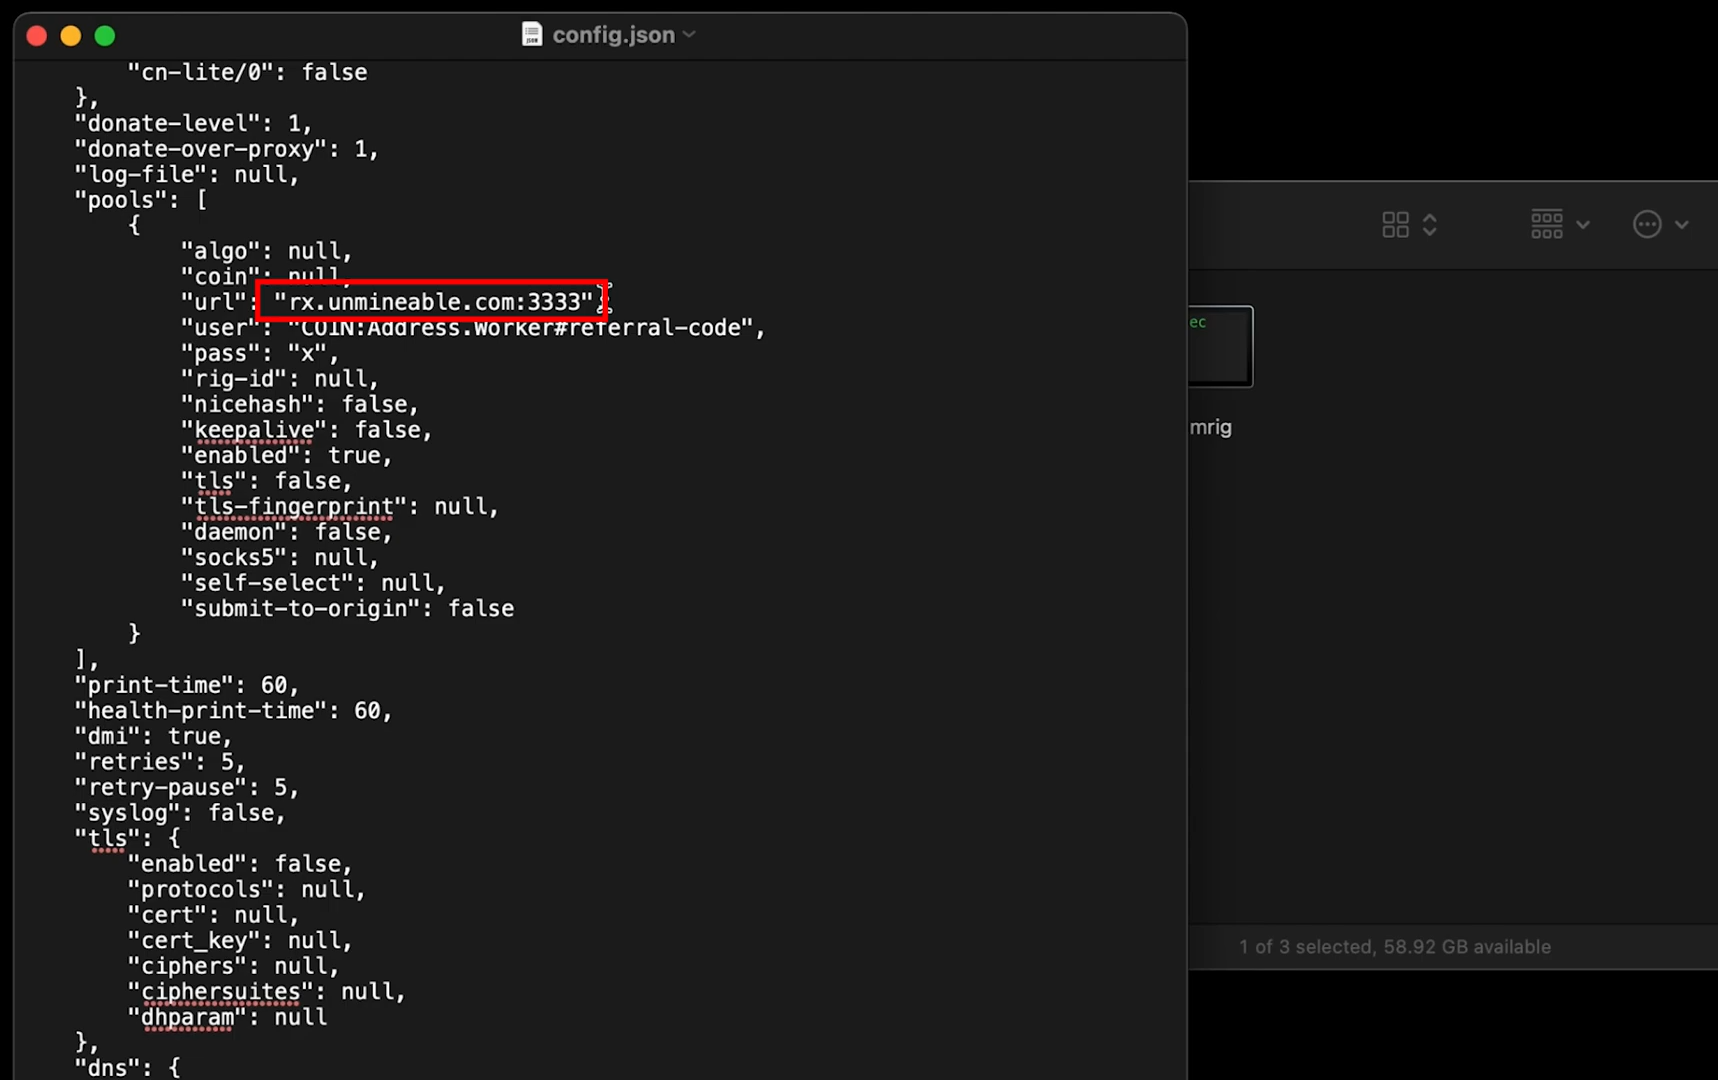 config.json
"cn-lite/0": false
},
"donate-level": 1,
"donate-over-proxy": 1,
"log-file": null,
"pools": [
{
"algo": null,
"coin": null,
"url": "rx.unmineable.com:3333",
"user": "COIN:Address.Worker#referral-code",
"pass": "x",
"rig-id": null,
"nicehash": false,
"keepalive": false,
"enabled": true,
"tls": false,
"tls-fingerprint": null,
"daemon": false,
"socks5": null,
"self-select": null,
"submit-to-origin": false
}
],
"print-time": 60,
"health-print-time": 60,
"dmi": true,
"retries": 5,
"retry-pause": 5,
"syslog": false,
"tls": {
"enabled": false,
"protocols": null,
"cert": null,
"cert_key": null,
"ciphers": null,
"ciphersuites": null,
"dhparam": null
},
"dns": {
ec
mrig
1 of 3 selected, 58.92 GB available